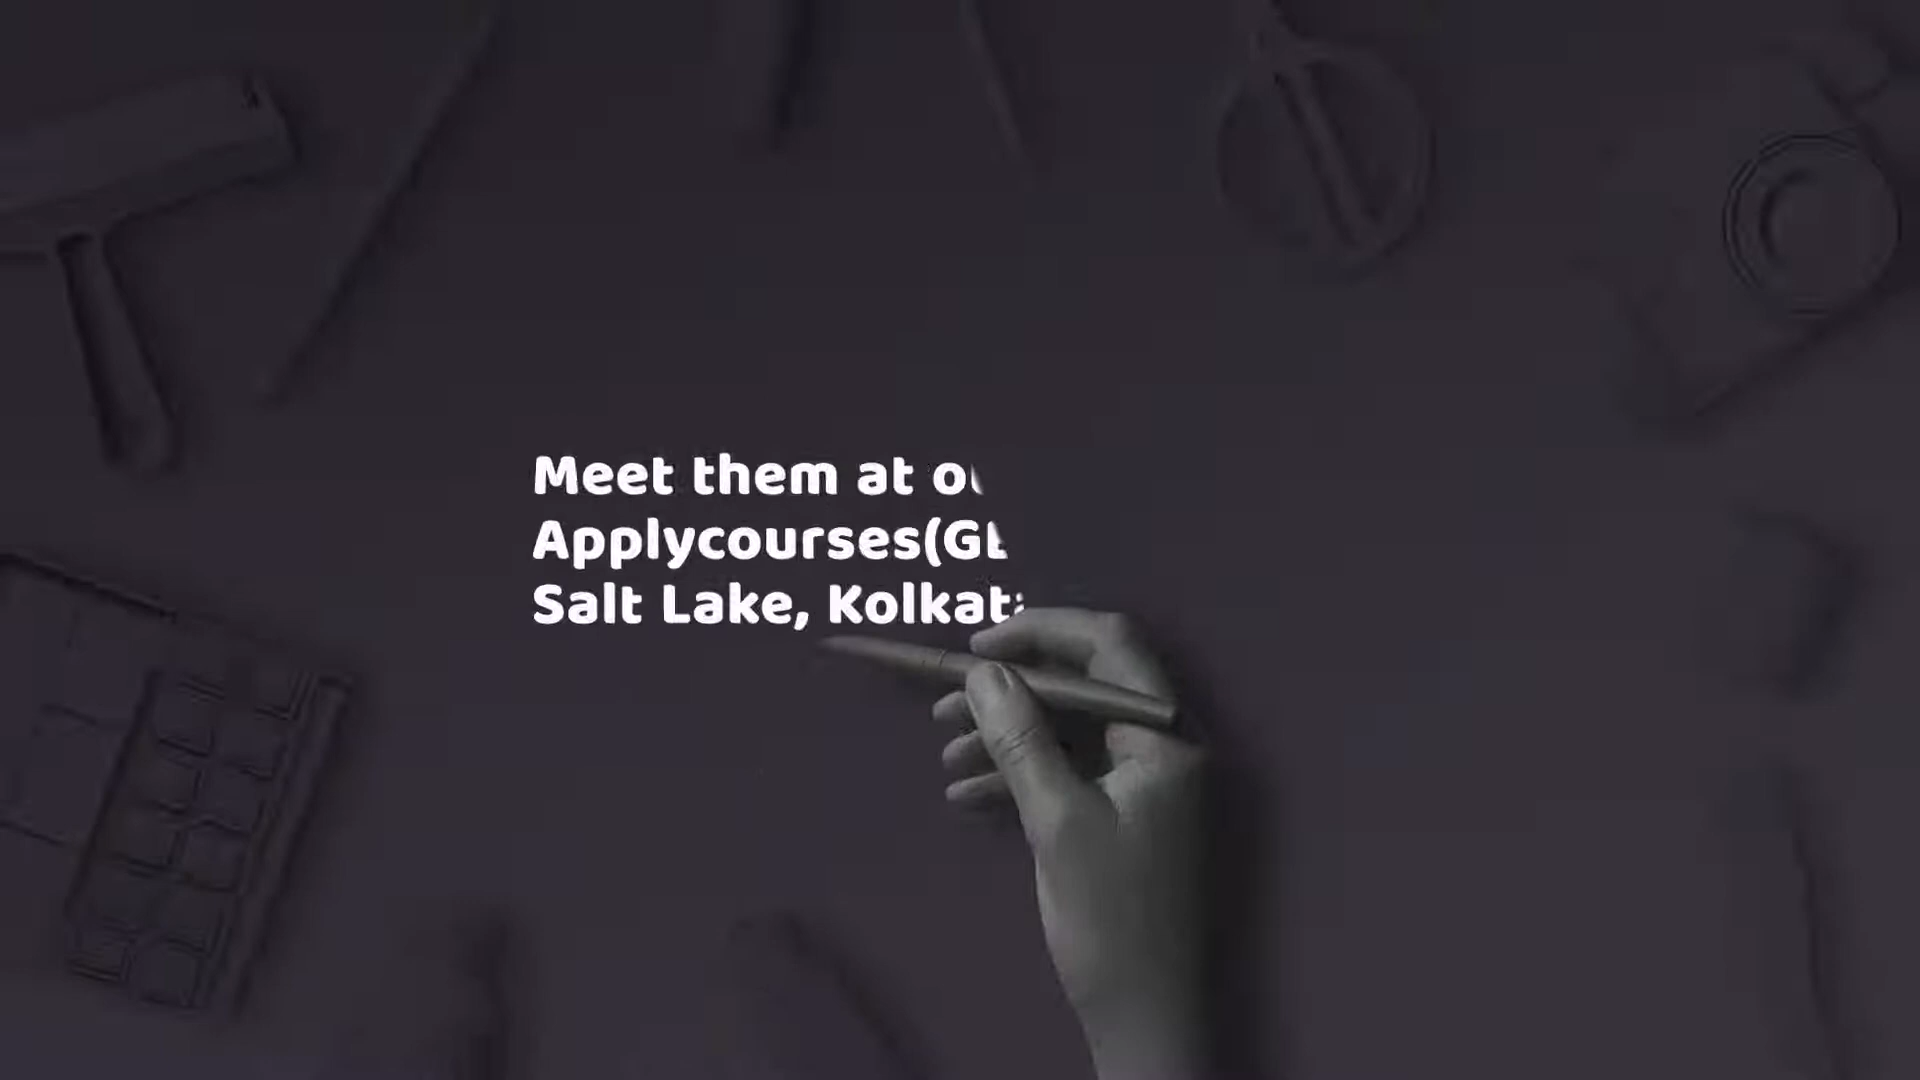 Meet them at
Applycourses(
Salt Lake,